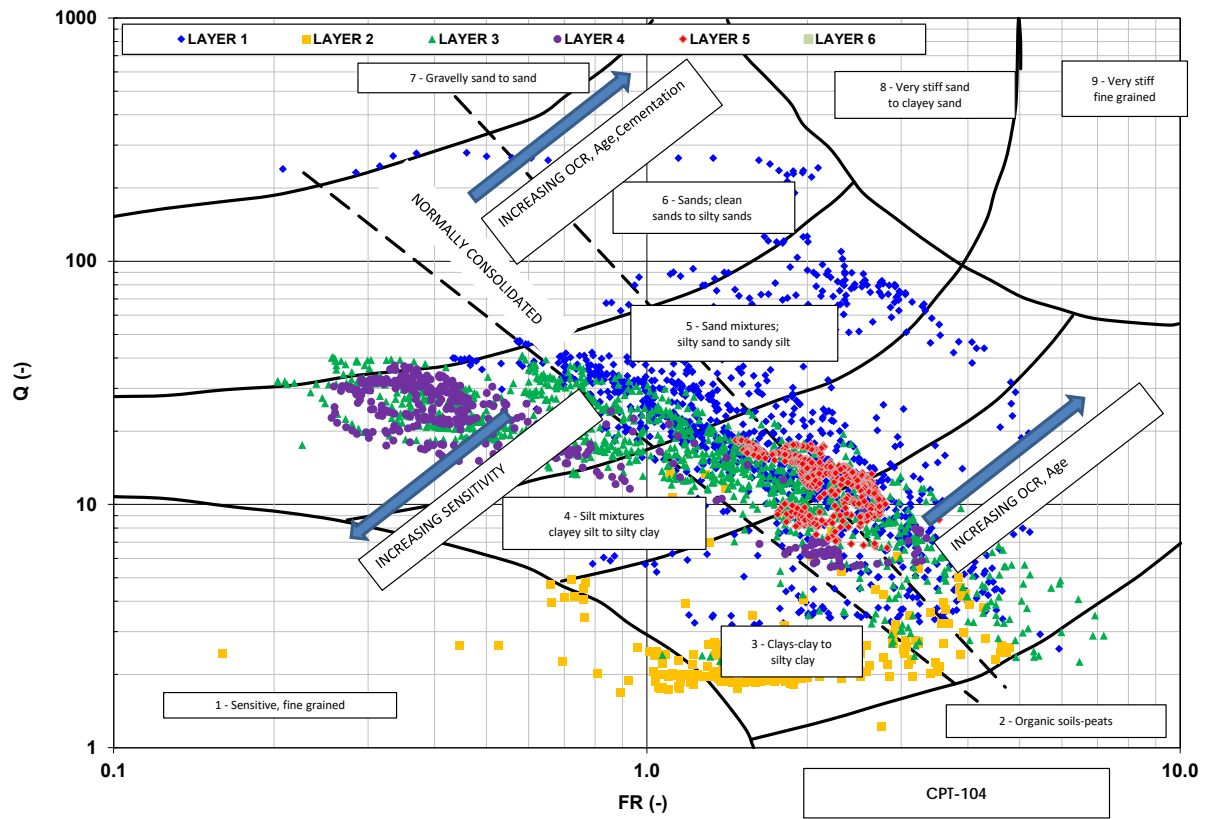 1000
LAYER 1
LAYER 2
LAYER 3
LAYER 4
LAYER 5
LAYER 6
7 - Gravelly sand to sand
8 - Very stiff sand
to clayey sand
9 - Very stiff
fine grained
INCREASING OCR, Age,Cementation
NORMALLY CONSOLIDATED
6 - Sands; clean
sands to silty sands
100
5 - Sand mixtures;
silty sand to sandy silt
Q (-)
INCREASING SENSITIVITY
INCREASING OCR, Age
10
4 - Silt mixtures
clayey silt to silty clay
3 - Clays-clay to
silty clay
1 - Sensitive, fine grained
2 - Organic soils-peats
1
0.1
1.0
10.0
FR (-)
CPT-104